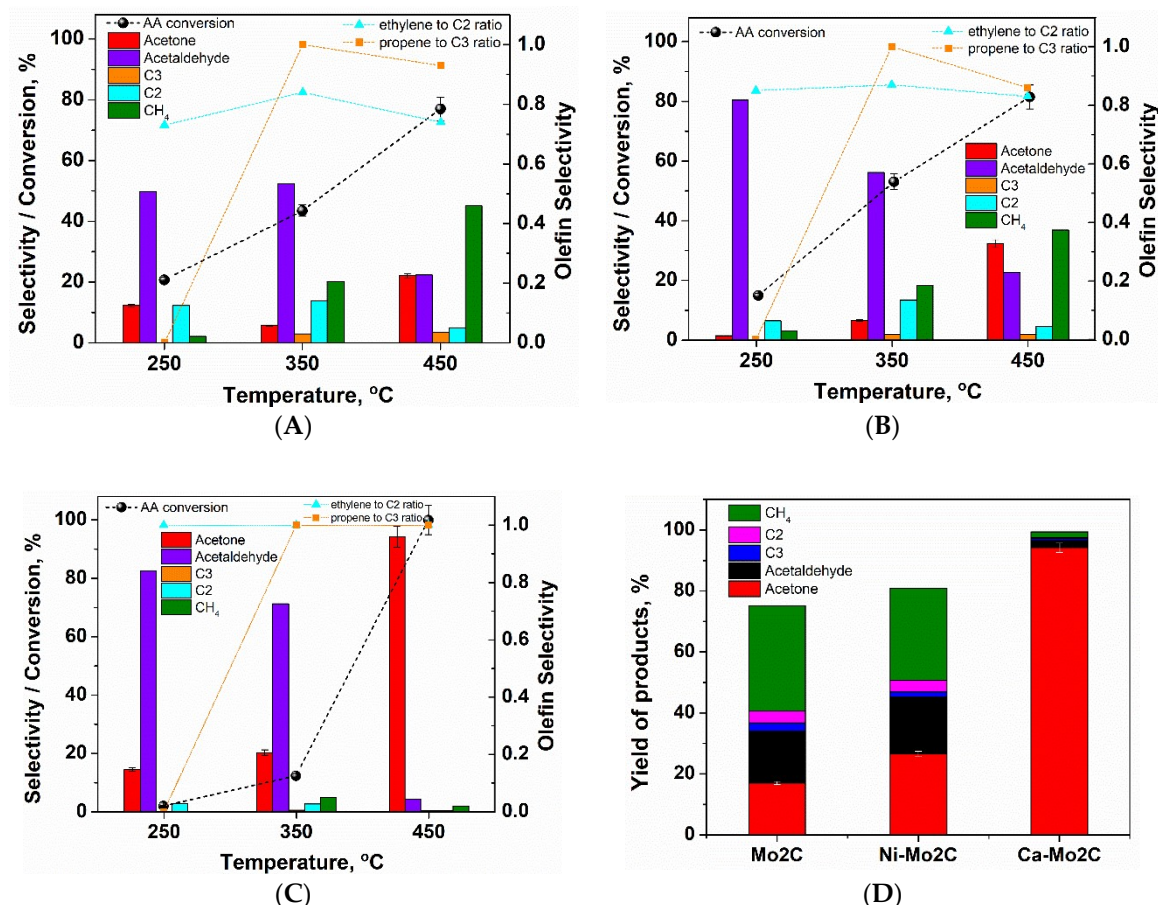 AA conversion
ethylene to C2 ratio
propene to C3 ratio
Acetone
Acetaldehyde
C3
C2
CH4
100
80
60
40
20
0
1.0
0.8
0.6
0.4
0.2
0.0
250
350
450
Selectivity / Conversion, %
Olefin Selectivity
Temperature, ºC
(A)
AA conversion
ethylene to C2 ratio
propene to C3 ratio
Acetone
Acetaldehyde
C3
C2
CH4
100
80
60
40
20
0
1.0
0.8
0.6
0.4
0.2
0.0
250
350
450
Selectivity / Conversion, %
Olefin Selectivity
Temperature, ºC
(B)
AA conversion
ethylene to C2 ratio
propene to C3 ratio
Acetone
Acetaldehyde
C3
C2
CH4
100
80
60
40
20
0
1.0
0.8
0.6
0.4
0.2
0.0
250
350
450
Selectivity / Conversion, %
Olefin Selectivity
Temperature, ºC
(C)
CH4
C2
C3
Acetaldehyde
Acetone
100
80
60
40
20
0
Yield of products, %
Mo2C
Ni-Mo2C
Ca-Mo2C
(D)